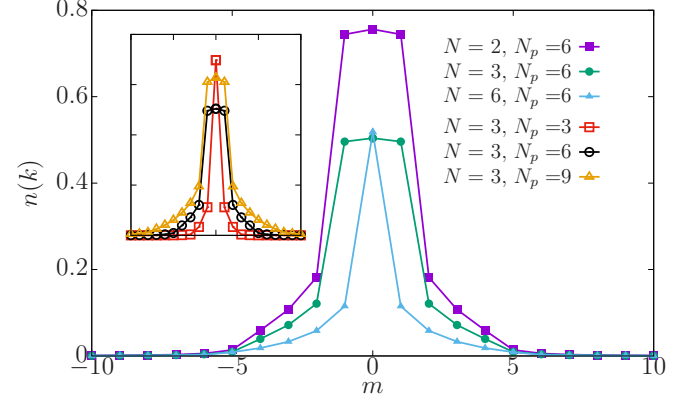 0.8
0.6
0.4
0.2
0
n(k)
N = 2, N_p =6
N = 3, N_p =6
N = 6, N_p =6
N = 3, N_p =3
N = 3, N_p =6
N = 3, N_p =9
−10 −5 0 5 10
m